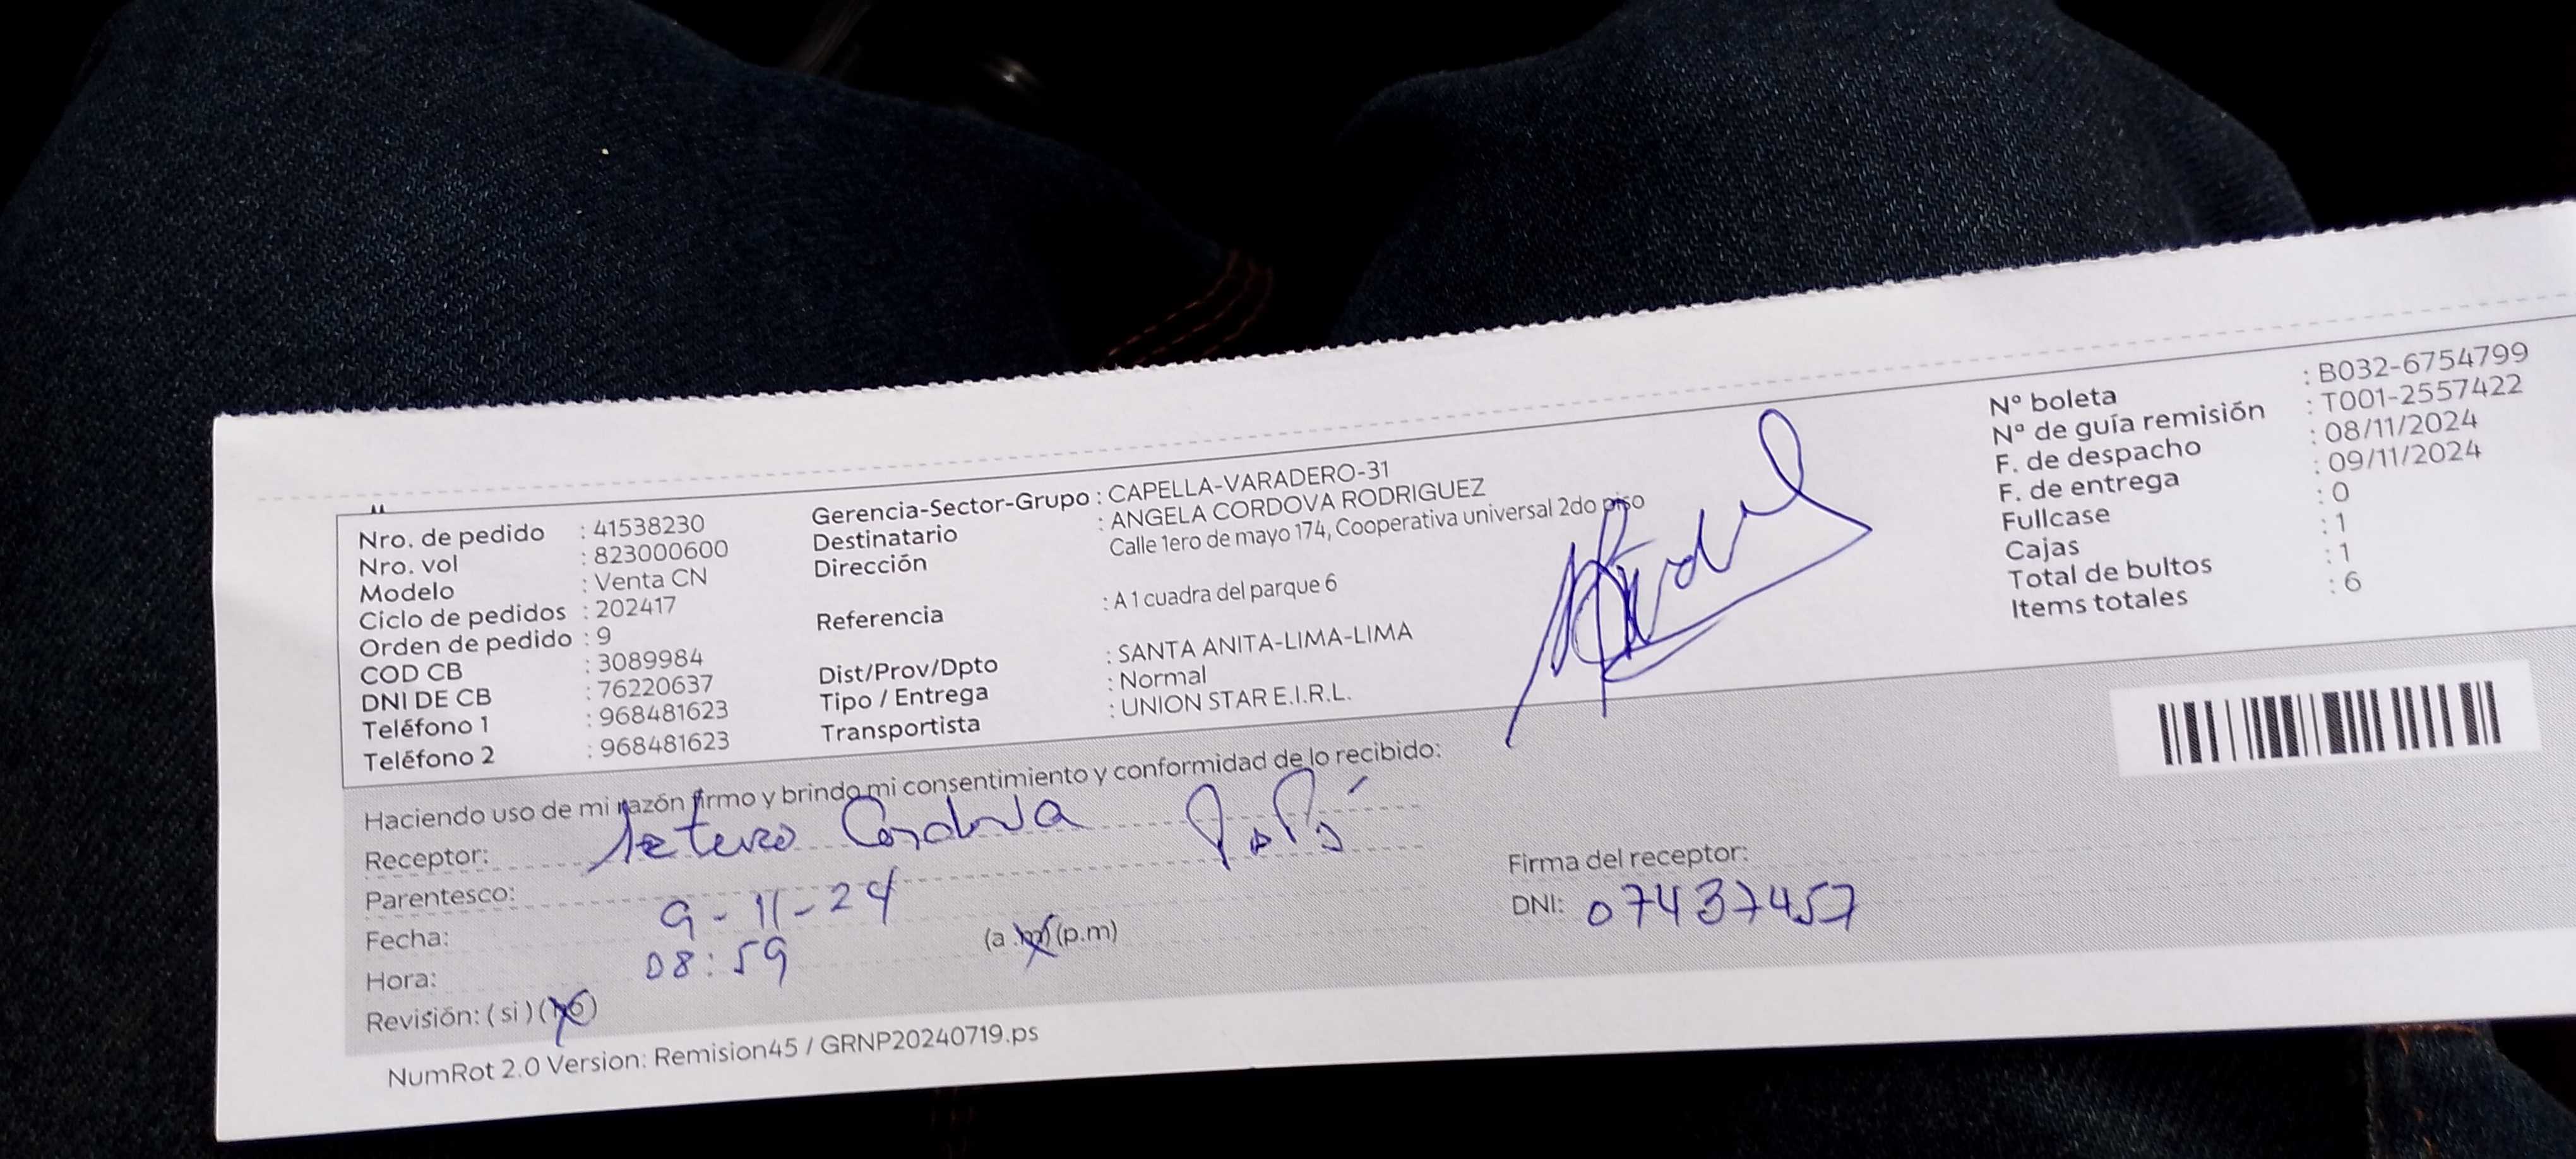 Nro. de pedido : 41538230
Nro. vol : 823000600
Modelo : Venta CN
Ciclo de pedidos : 202417
Orden de pedido : 9
COD CB : 3089984
DNI DE CB : 76220637
Teléfono 1 : 968481623
Teléfono 2 : 968481623
Gerencia-Sector-Grupo : CAPELLA-VARADERO-31
Destinatario : ANGELA CORDOVA RODRIGUEZ
Dirección Calle 1ero de mayo 174, Cooperativa universal 2do piso
Referencia : A 1 cuadra del parque 6
Dist/Prov/Dpto : SANTA ANITA-LIMA-LIMA
Tipo / Entrega : Normal
Transportista : UNION STAR E.I.R.L.
N° boleta : B032-6754799
N° de guía remisión : T001-2557422
F. de despacho : 08/11/2024
F. de entrega : 09/11/2024
Fullcase : 0
Cajas : 1
Total de bultos : 1
Items totales : 6
Haciendo uso de mi razón firmo y brindo mi consentimiento y conformidad de lo recibido:
Receptor: Arturo Cordova Papá
Parentesco:
Fecha: 9-11-24
Hora: 08:59 (a.m) (p.m)
Revisión: ( si ) (no)
Firma del receptor:
DNI: 07437457
NumRot 2.0 Version: Remision45 / GRNP20240719.ps